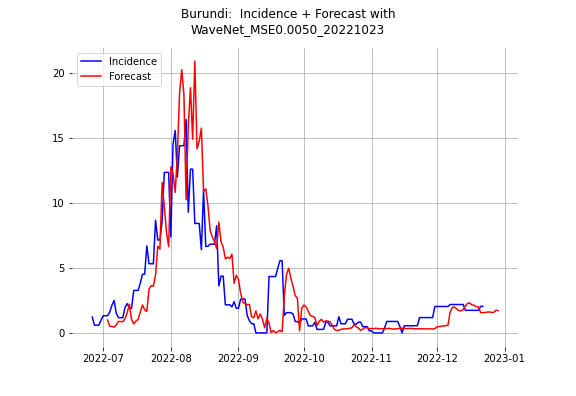 Burundi:  Incidence + Forecast with
WaveNet_MSE0.0050_20221023
Incidence
Forecast
20
15
10
5
0
2022-07 2022-08 2022-09 2022-10 2022-11 2022-12 2023-01